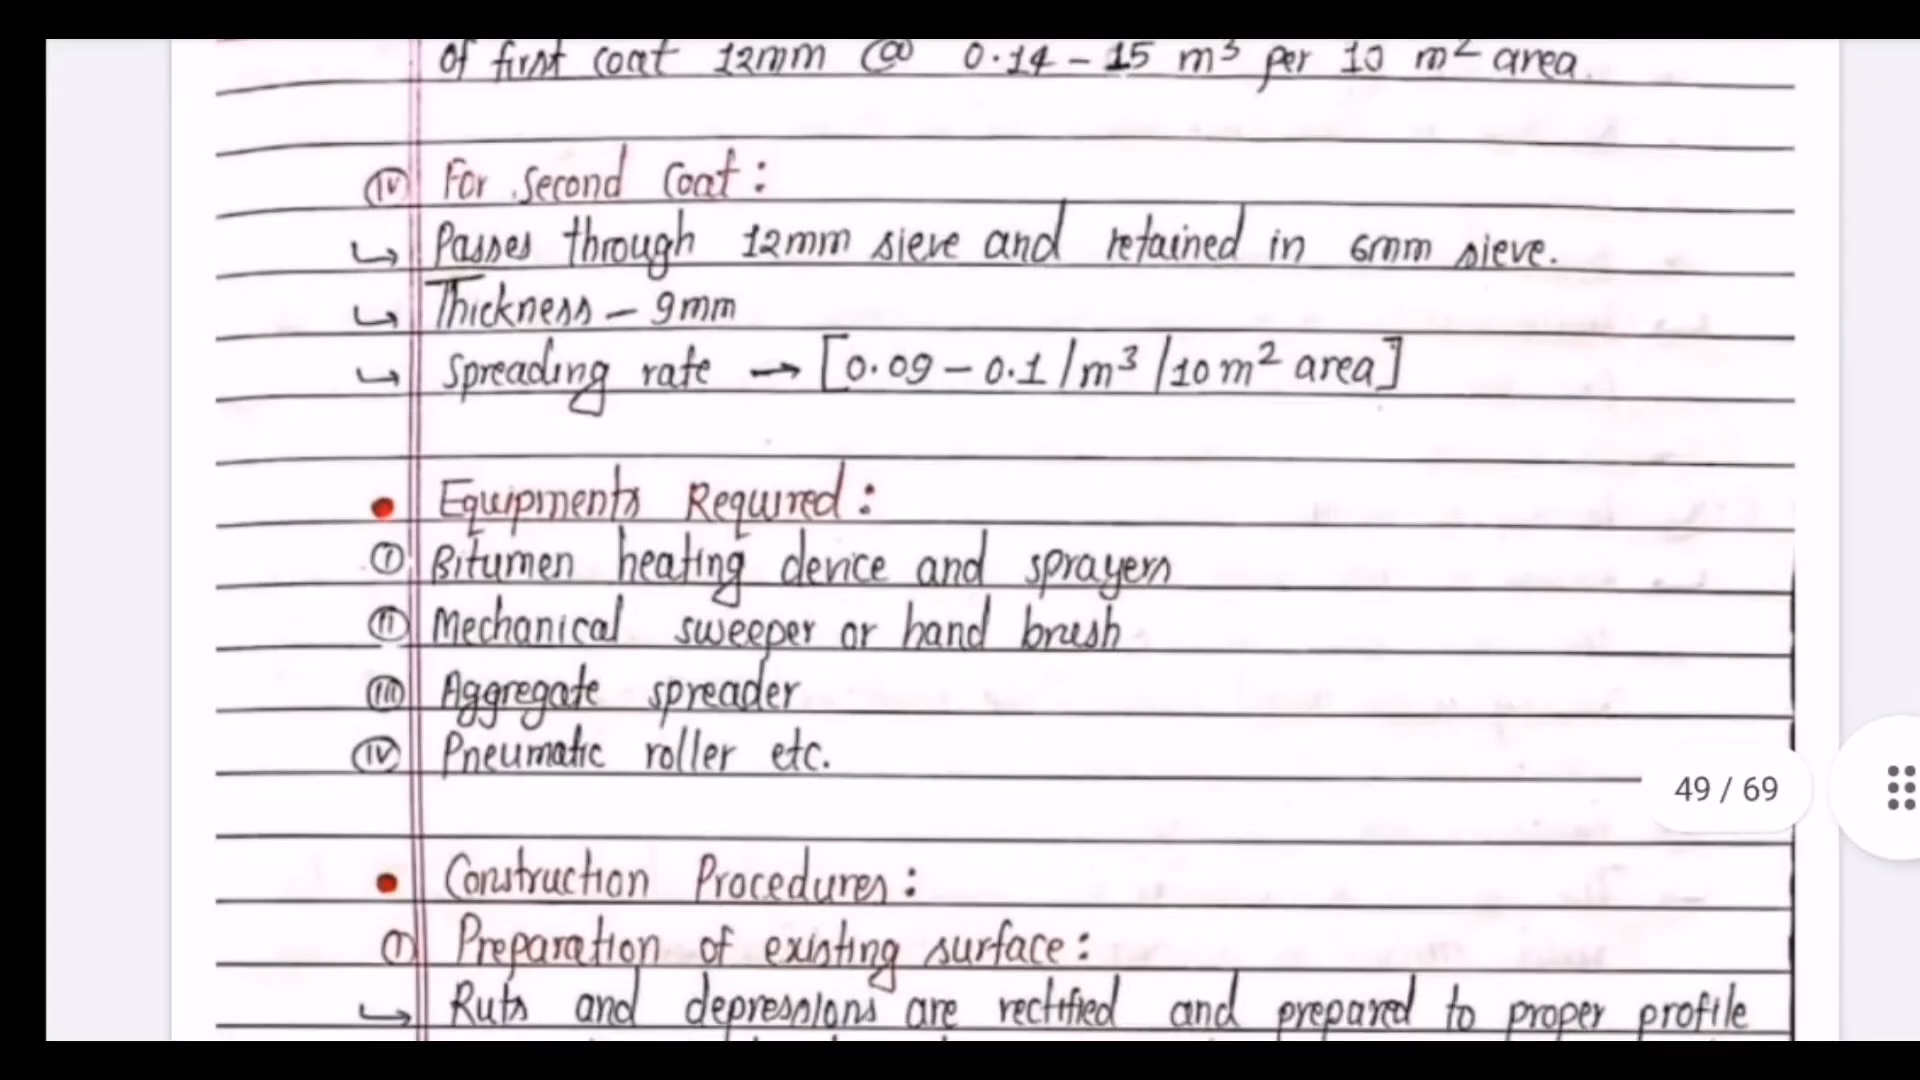 of first coat 12mm @ 0.14 - 15 m³ per 10 m² area.
(iv) For Second Coat :
↳ Passes through 12mm sieve and retained in 6mm sieve.
↳ Thickness - 9mm
↳ Spreading rate → [0.09 - 0.1 /m³ /10 m² area]
• Equipments Required :
(i) Bitumen heating device and sprayers
(ii) Mechanical sweeper or hand brush
(iii) Aggregate spreader
(iv) Pneumatic roller etc.
49 / 69
• Construction Procedures :
(i) Preparation of existing surface :
↳ Ruts and depressions are rectified and prepared to proper profile